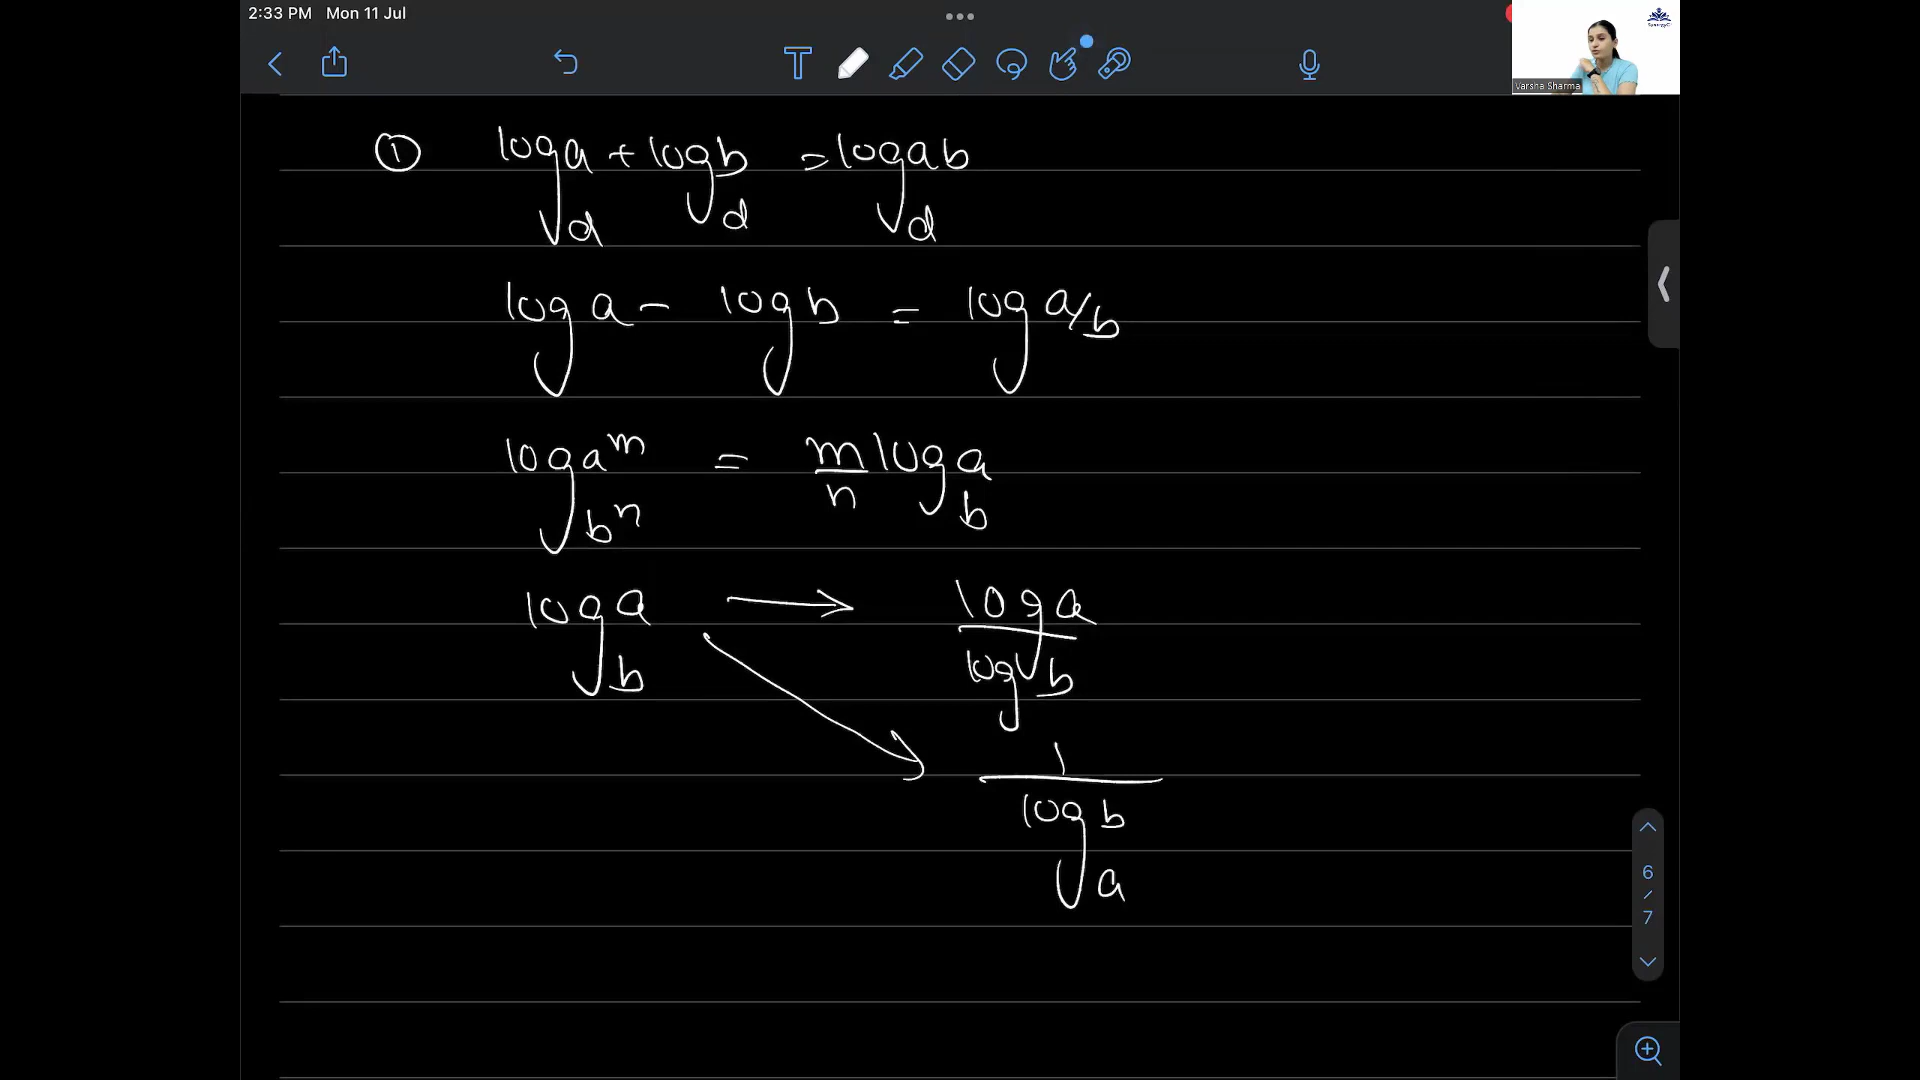 2:33 PM Mon 11 Jul
T
Varsha Sharma
① log_d a + log_d b = log_d ab
log a - log b = log a/b
log_{b^n} a^m = m/n log_b a
log_b a → log a / log b
1 / log_a b
6 / 7